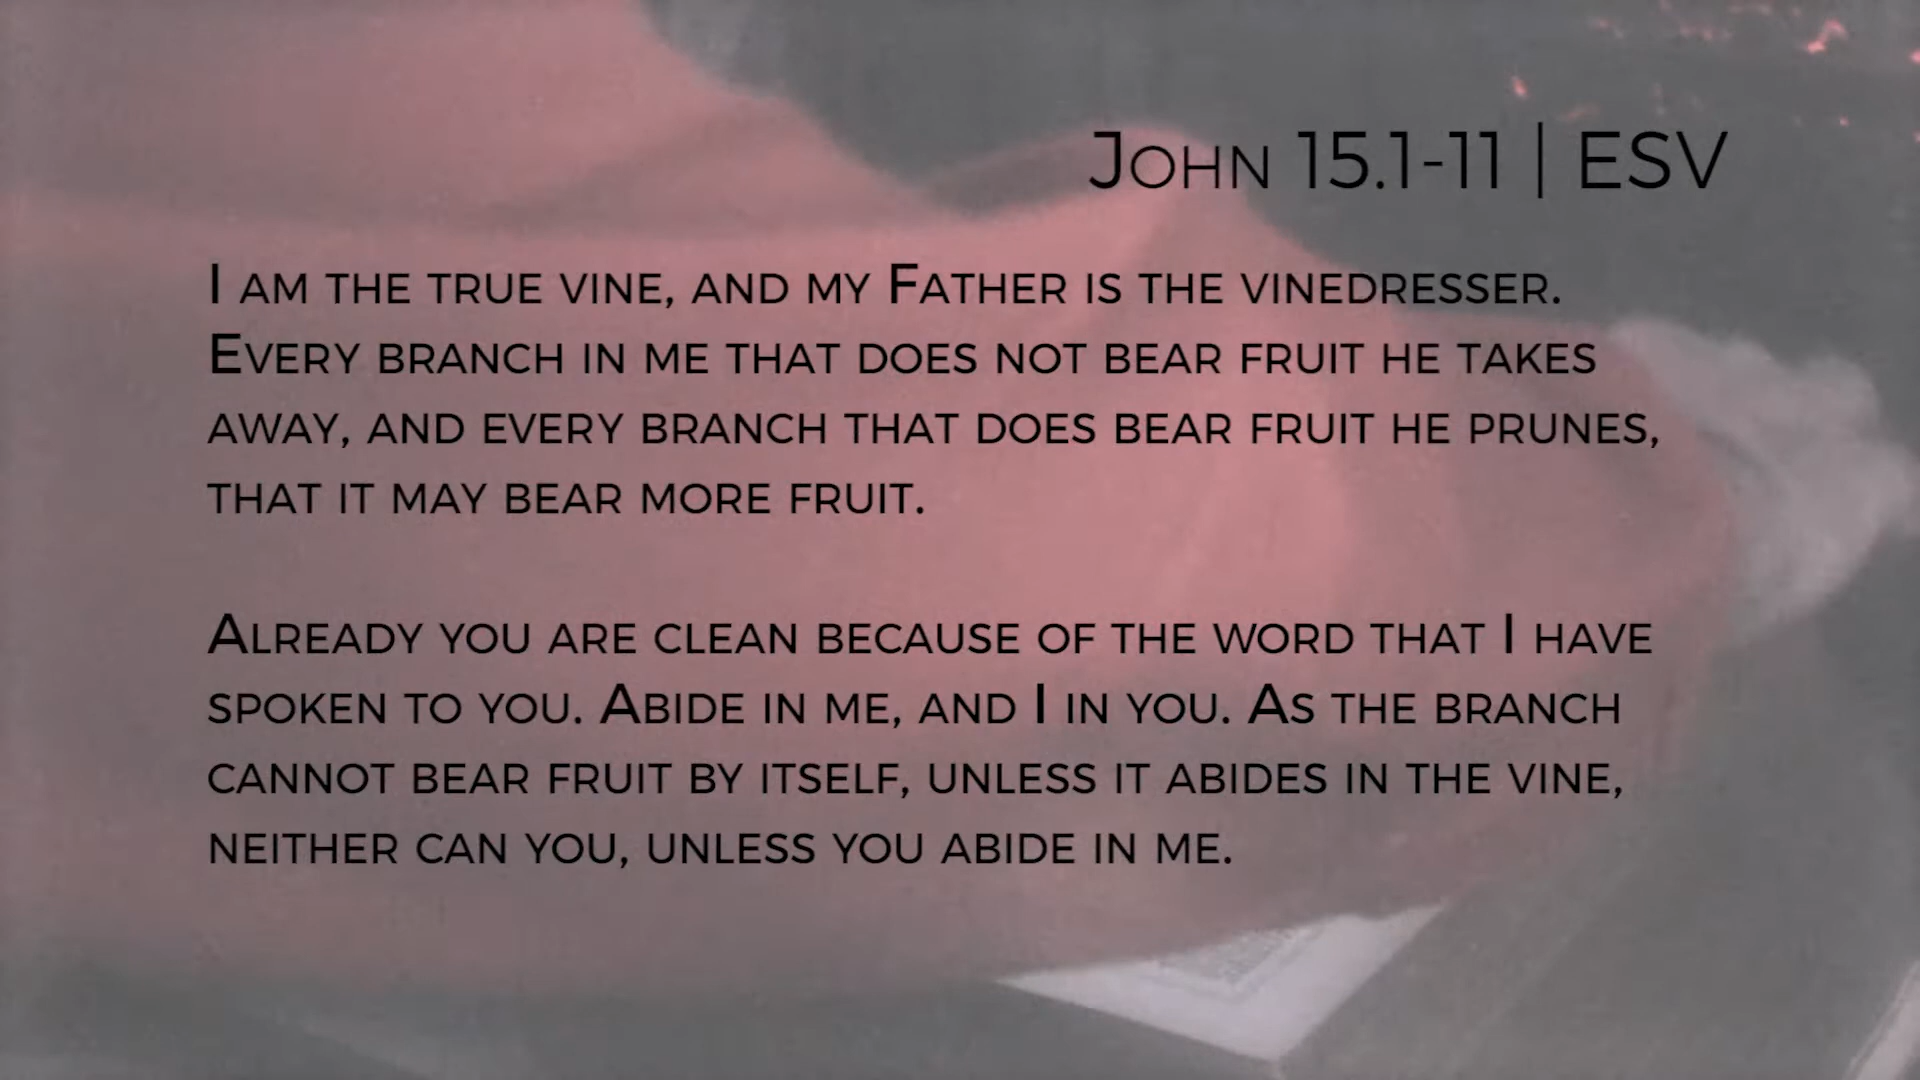 John 15.1-11 | ESV
I am the true vine, and my Father is the vinedresser.
Every branch in me that does not bear fruit he takes
away, and every branch that does bear fruit he prunes,
that it may bear more fruit.
Already you are clean because of the word that I have
spoken to you. Abide in me, and I in you. As the branch
cannot bear fruit by itself, unless it abides in the vine,
neither can you, unless you abide in me.